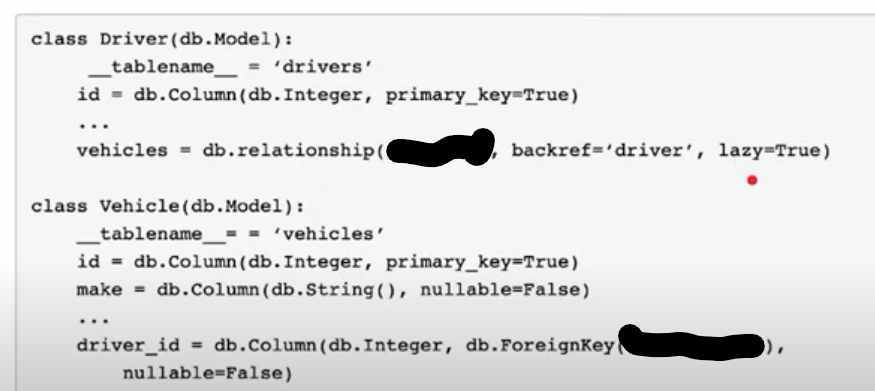 class Driver(db.Model):
__tablename__ = ‘drivers’
id = db.Column(db.Integer, primary_key=True)
...
vehicles = db.relationship( , backref=‘driver’, lazy=True)
class Vehicle(db.Model):
__tablename__= = ‘vehicles’
id = db.Column(db.Integer, primary_key=True)
make = db.Column(db.String(), nullable=False)
...
driver_id = db.Column(db.Integer, db.ForeignKey( ),
nullable=False)